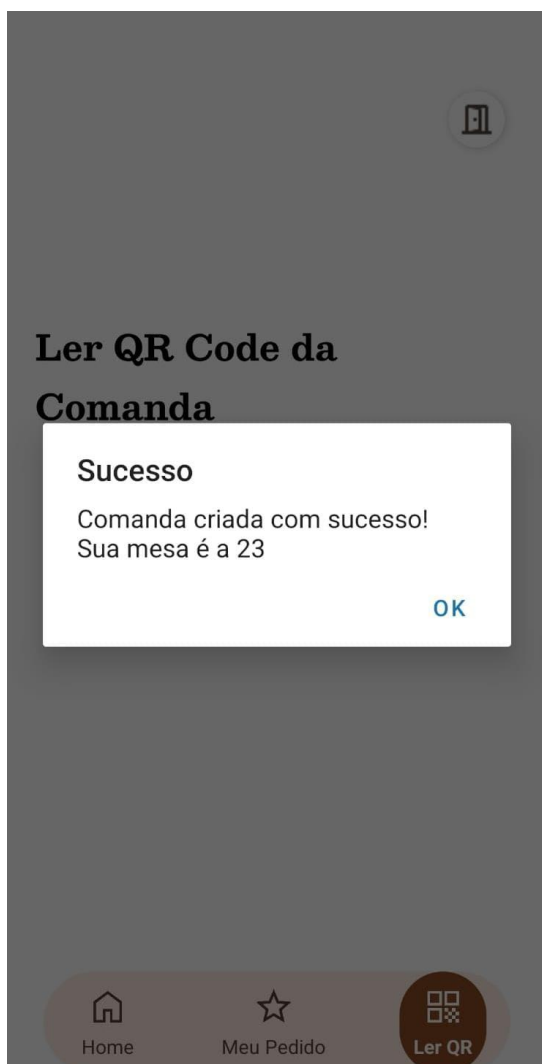 Ler QR Code da
Comanda
Sucesso
Comanda criada com sucesso!
Sua mesa é a 23
OK
Home
Meu Pedido
Ler QR